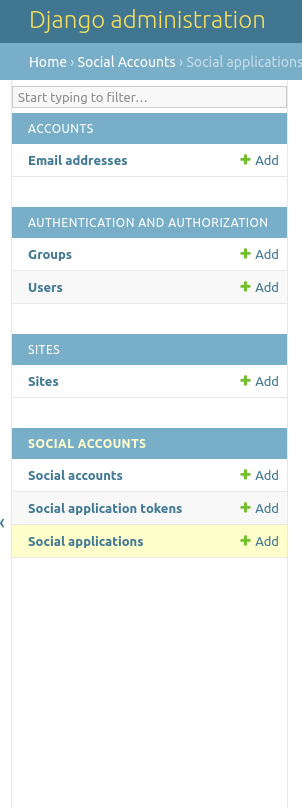 Django administration
Home › Social Accounts › Social applications
Start typing to filter…
ACCOUNTS
Email addresses + Add
AUTHENTICATION AND AUTHORIZATION
Groups + Add
Users + Add
SITES
Sites + Add
SOCIAL ACCOUNTS
Social accounts + Add
Social application tokens + Add
Social applications + Add